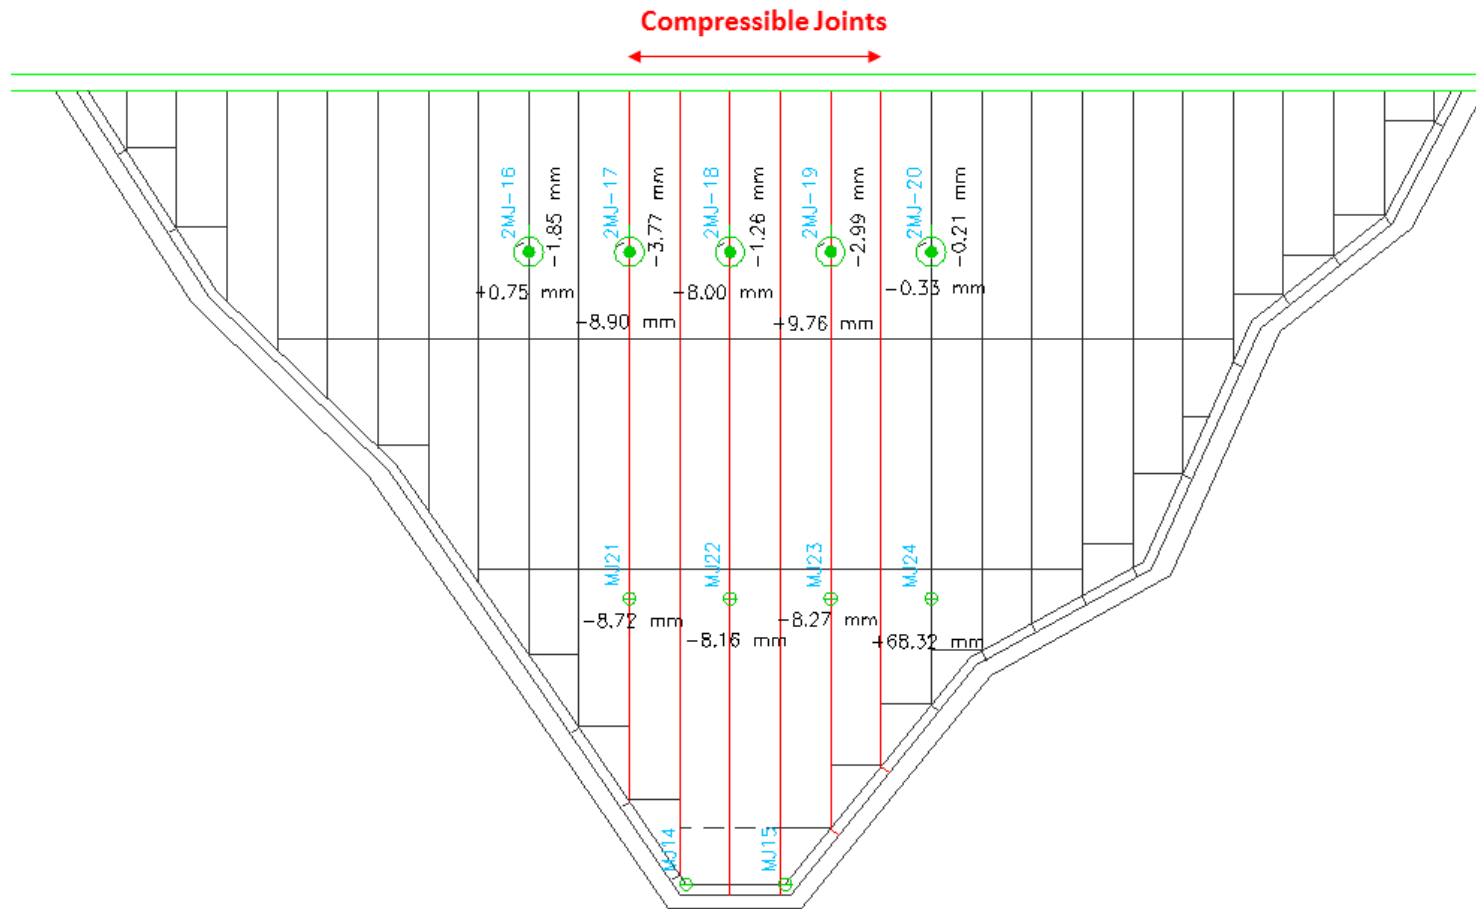 Compressible Joints
2MJ-16
-1.85 mm
2MJ-17
-3.77 mm
2MJ-18
-1.26 mm
2MJ-19
-2.99 mm
2MJ-20
-0.21 mm
+0.75 mm
-8.90 mm
-8.00 mm
+9.76 mm
-0.33 mm
MJ21
MJ22
MJ23
MJ24
-8.72 mm
-8.16 mm
-8.27 mm
+68.32 mm
MJ14
MJ15